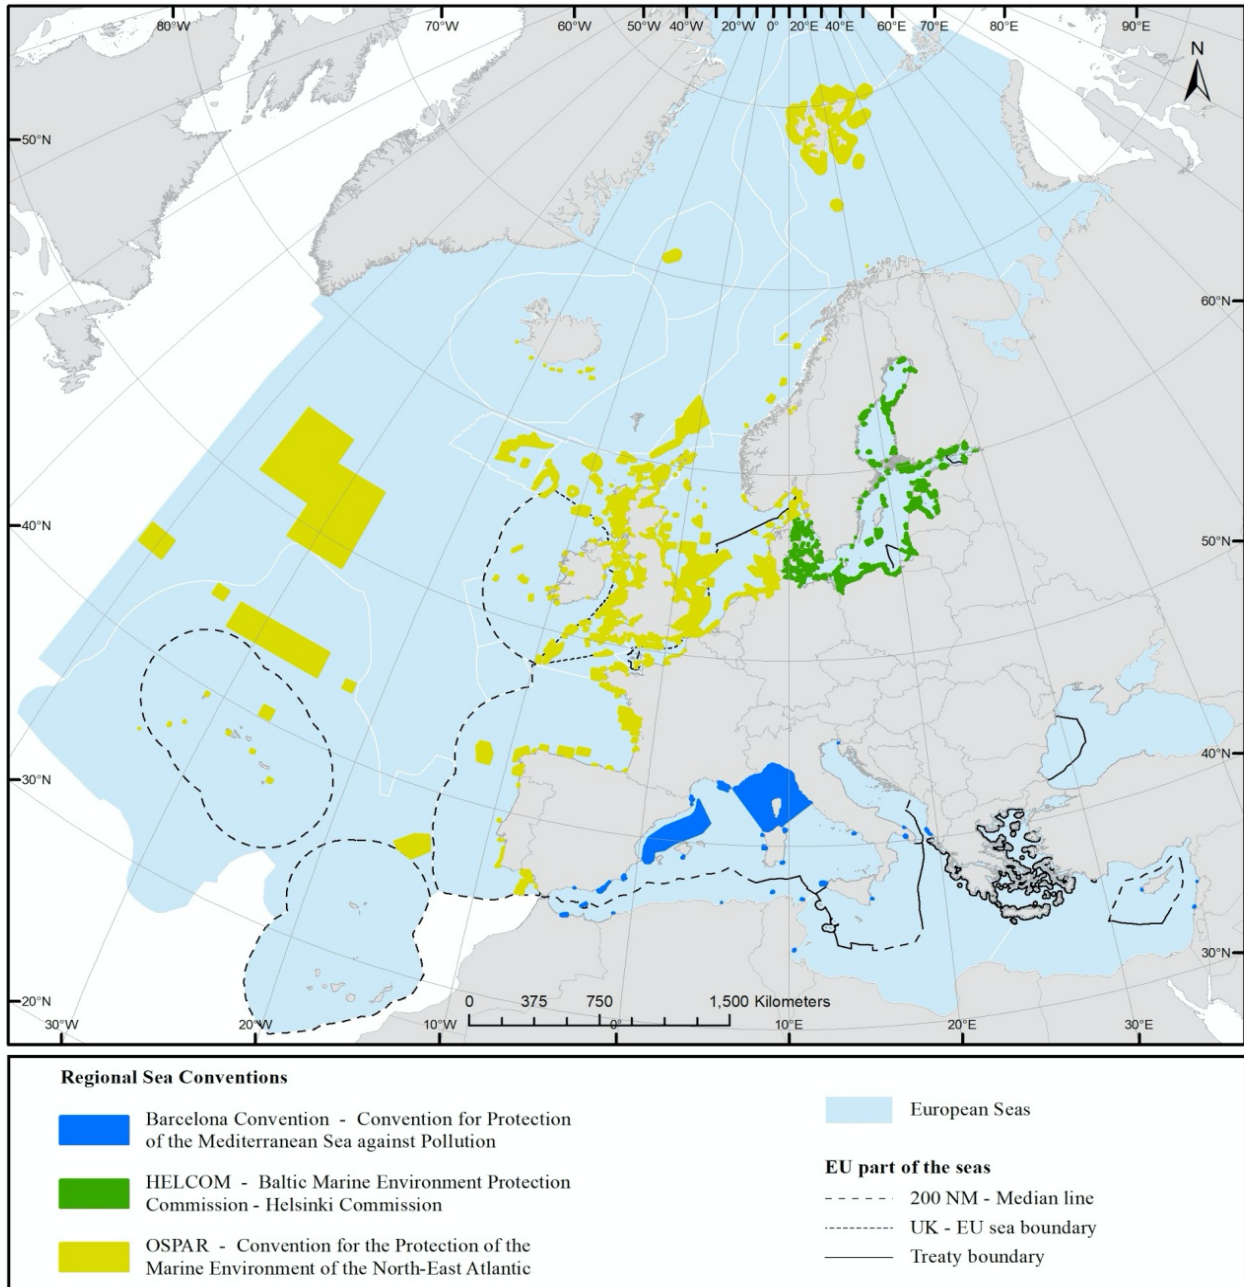 80°W 70°W 60°W 50°W 40°W 20°W 0° 20°E 40°E 60°E 70°E 80°E 90°E
N
50°N
60°N
40°N
50°N
30°N
40°N
30°N
20°N
0 375 750 1,500 Kilometers
30°W 20°W 10°W 0° 10°E 20°E 30°E
Regional Sea Conventions
Barcelona Convention - Convention for Protection
of the Mediterranean Sea against Pollution
HELCOM - Baltic Marine Environment Protection
Commission - Helsinki Commission
OSPAR - Convention for the Protection of the
Marine Environment of the North-East Atlantic
European Seas
EU part of the seas
200 NM - Median line
UK - EU sea boundary
Treaty boundary